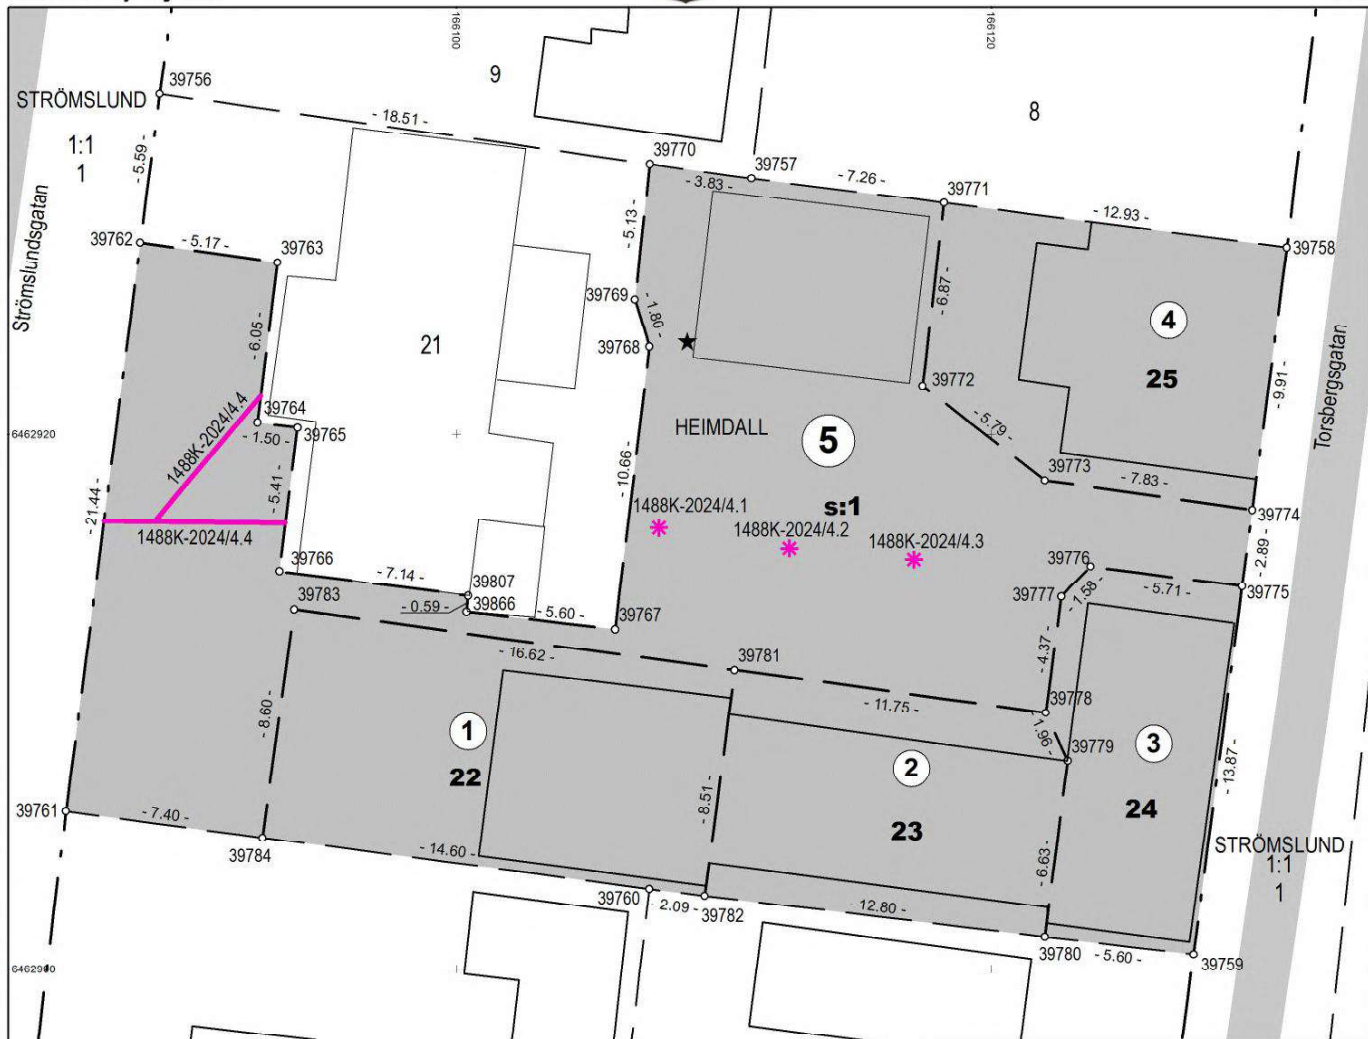 166100
166120
39756
9
STRÖMSLUND
1:1
1
- 18.51 -
8
39770
39757
- 5.59 -
- 3.83 -
- 7.26 -
39771
- 12.93 -
Strömslundsgatan
39762
- 5.17 -
39763
- 5.13 -
39758
39769
- 1.80 -
- 6.87 -
4
- 6.05 -
21
39768
25
- 9.91 -
Torsbergsgatan
39772
39764
1488K-2024/4.4
HEIMDALL
5
- 5.79 -
6462920
- 1.50 -
39765
39773
- 7.83 -
- 21.44 -
- 5.41 -
- 10.66 -
1488K-2024/4.1
s:1
39774
1488K-2024/4.2
1488K-2024/4.3
1488K-2024/4.4
- 2.89 -
39766
- 7.14 -
39807
39776
39783
- 0.59 -
39866
- 5.60 -
39767
39777
- 1.58 -
- 5.71 -
39775
- 16.62 -
39781
- 4.37 -
- 11.75 -
39778
- 8.60 -
1
22
- 1.96 -
39779
3
2
- 8.51 -
- 13.87 -
24
39761
- 7.40 -
23
STRÖMSLUND
1:1
1
39784
- 14.60 -
- 6.63 -
39760
2.09 -
39782
- 12.80 -
39780
- 5.60 -
39759
6462900